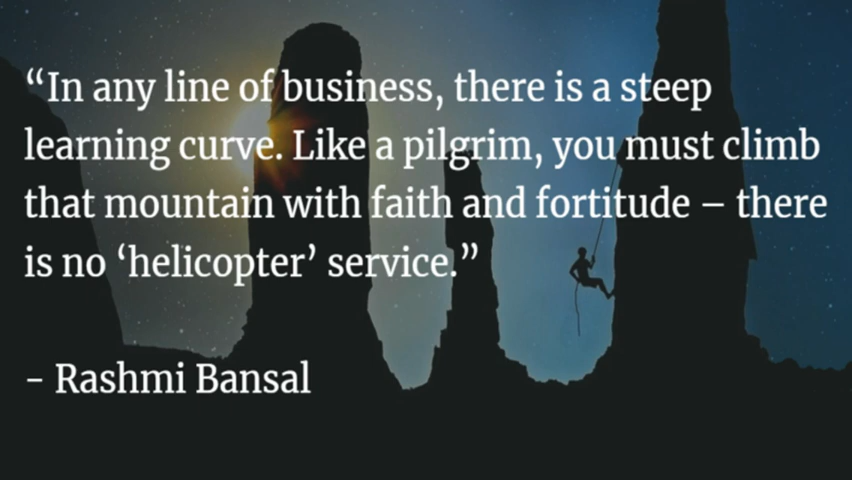 “In any line of business, there is a steep
learning curve. Like a pilgrim, you must climb
that mountain with faith and fortitude – there
is no ‘helicopter’ service.”
- Rashmi Bansal